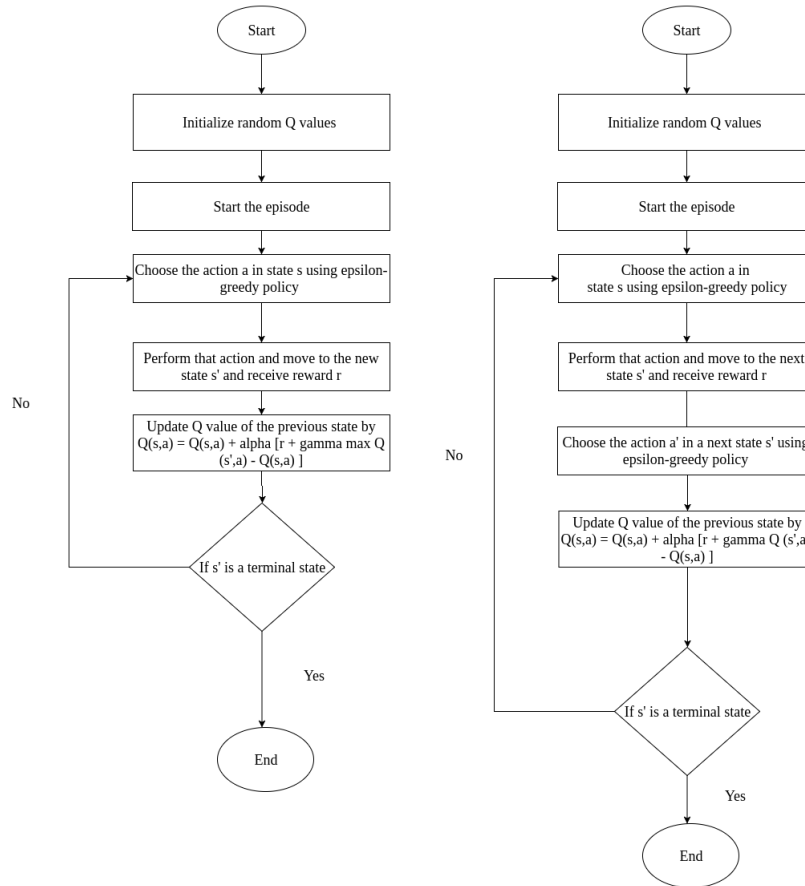 Start
Initialize random Q values
Start the episode
Choose the action a in state s using epsilon-
greedy policy
Perform that action and move to the new
state s' and receive reward r
No
Update Q value of the previous state by
Q(s,a) = Q(s,a) + alpha [r + gamma max Q
(s',a) - Q(s,a) ]
If s' is a terminal state
Yes
End
Start
Initialize random Q values
Start the episode
Choose the action a in
state s using epsilon-greedy policy
Perform that action and move to the next
state s' and receive reward r
Choose the action a' in a next state s' using
epsilon-greedy policy
No
Update Q value of the previous state by
Q(s,a) = Q(s,a) + alpha [r + gamma Q (s',a
- Q(s,a) ]
If s' is a terminal state
Yes
End